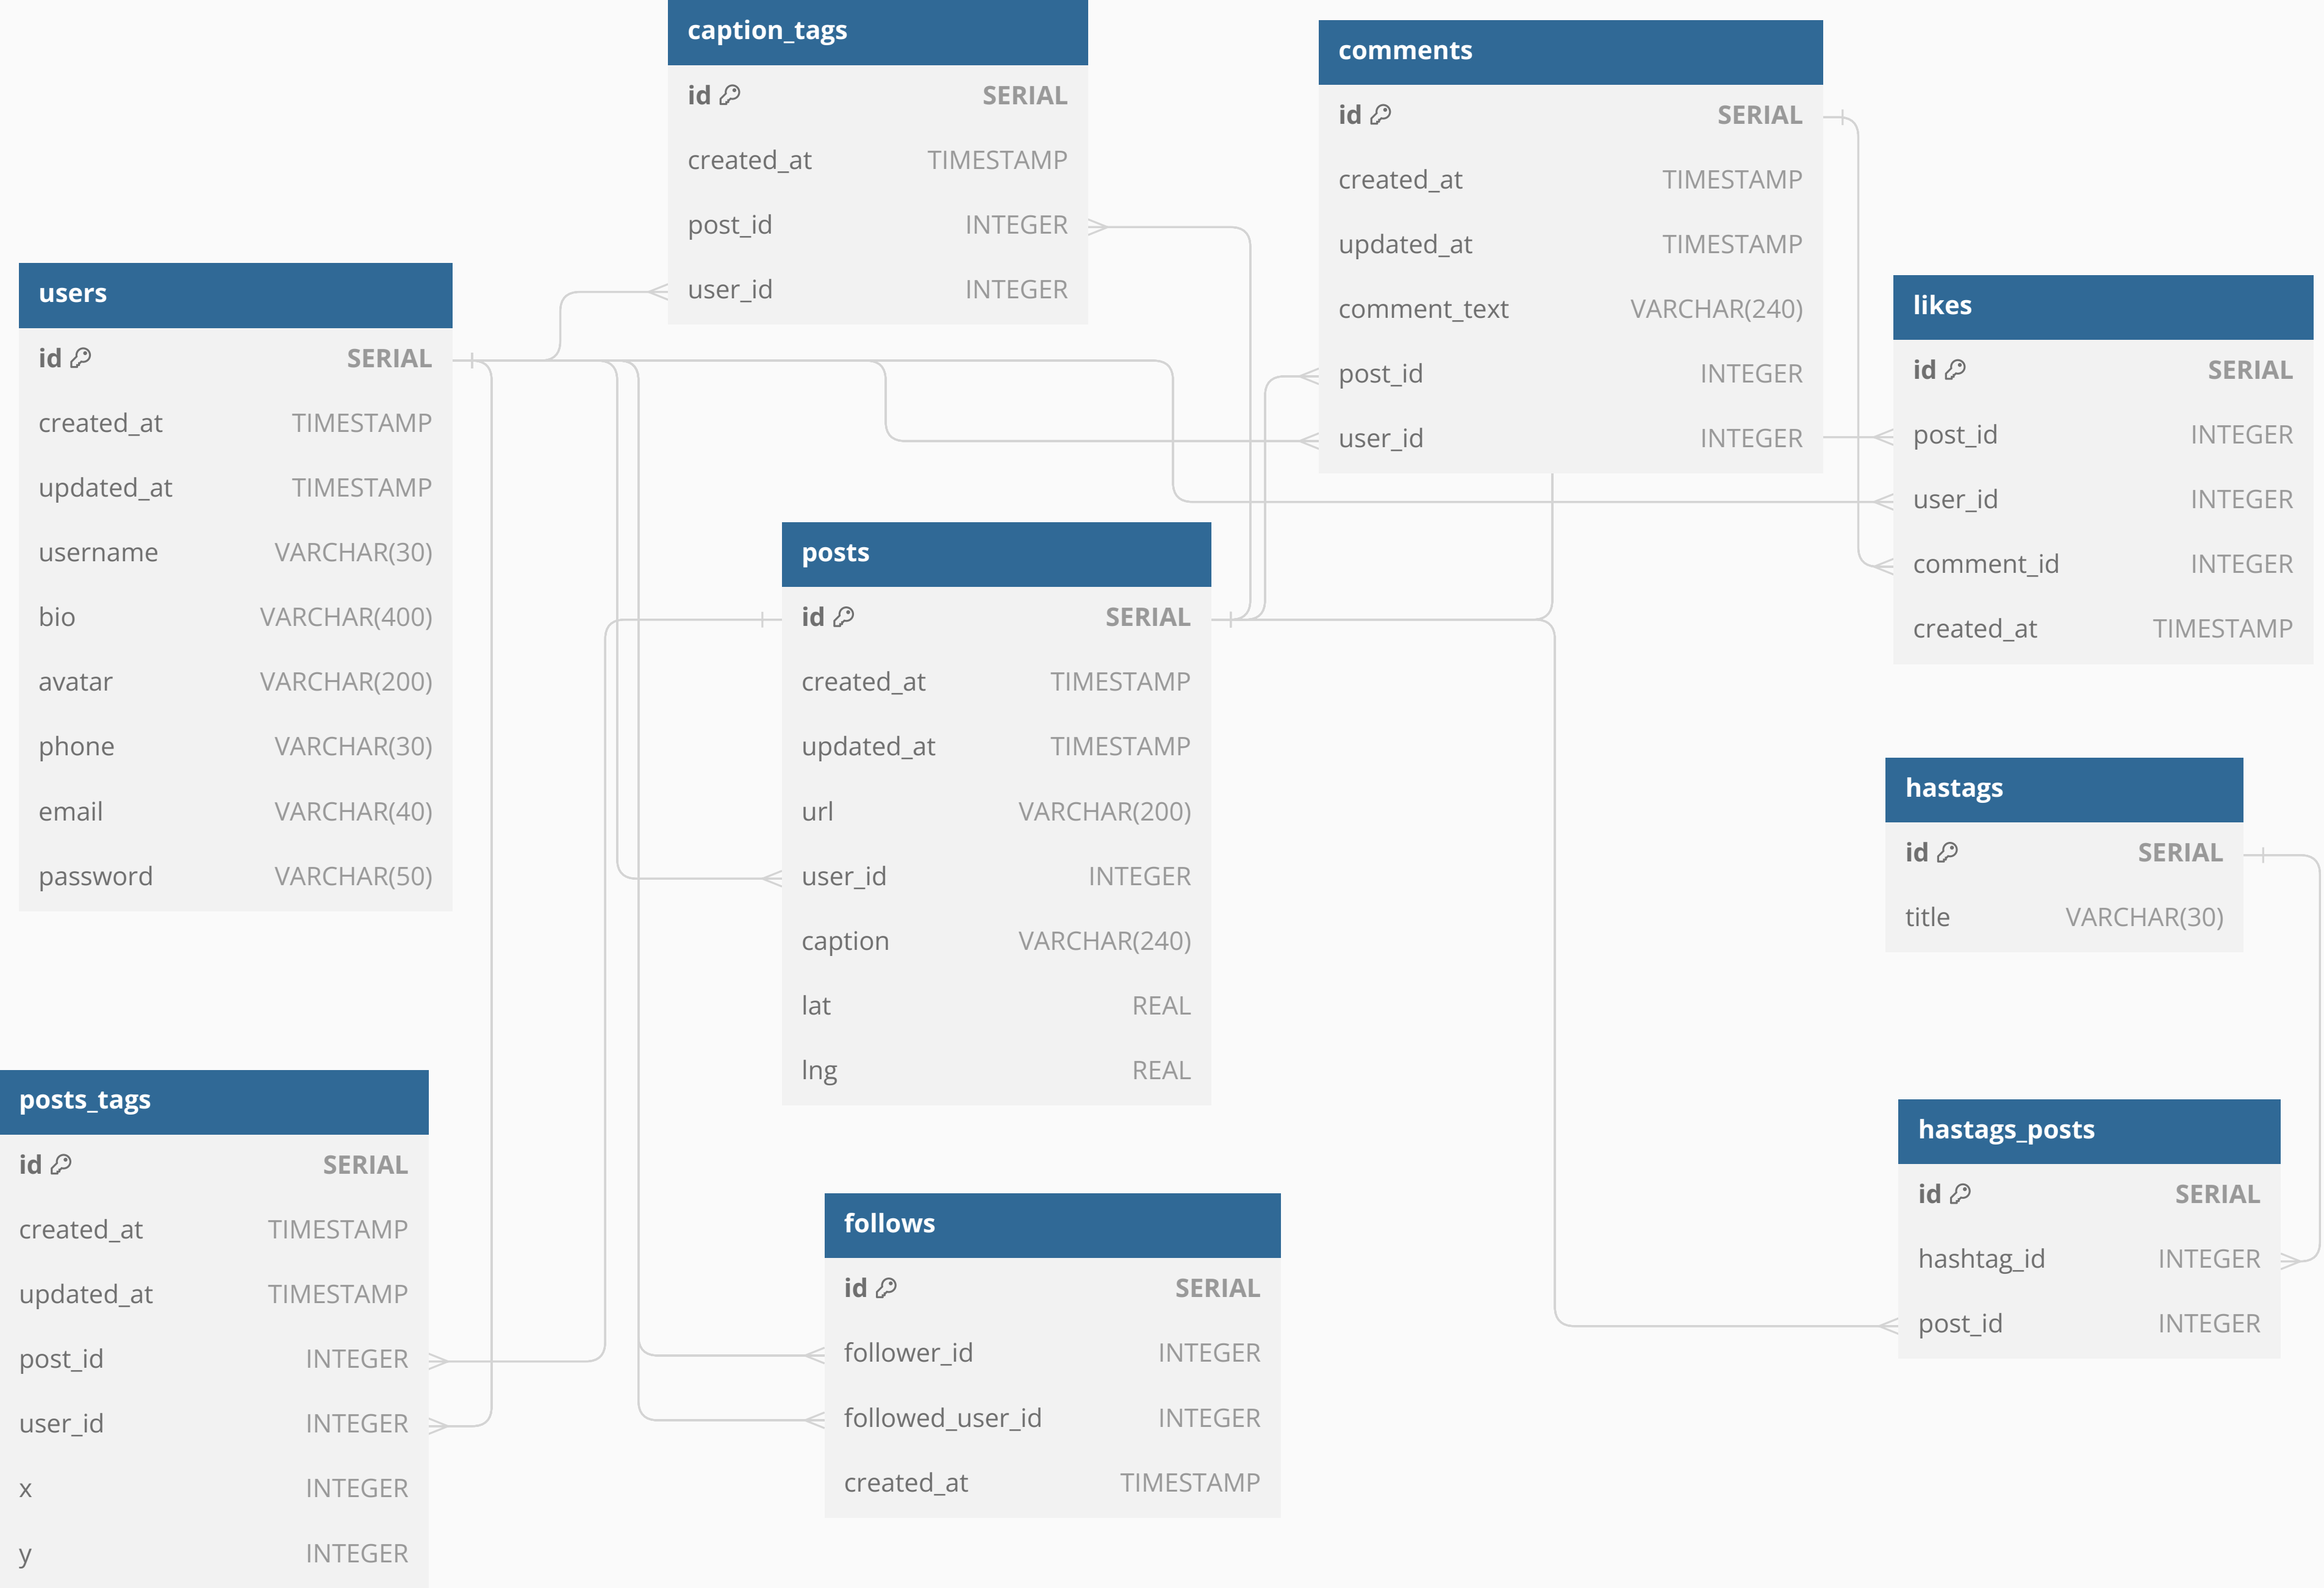 caption_tags
id SERIAL
created_at TIMESTAMP
post_id INTEGER
user_id INTEGER
comments
id SERIAL
created_at TIMESTAMP
updated_at TIMESTAMP
comment_text VARCHAR(240)
post_id INTEGER
user_id INTEGER
users
id SERIAL
created_at TIMESTAMP
updated_at TIMESTAMP
username VARCHAR(30)
bio VARCHAR(400)
avatar VARCHAR(200)
phone VARCHAR(30)
email VARCHAR(40)
password VARCHAR(50)
likes
id SERIAL
post_id INTEGER
user_id INTEGER
comment_id INTEGER
created_at TIMESTAMP
posts
id SERIAL
created_at TIMESTAMP
updated_at TIMESTAMP
url VARCHAR(200)
user_id INTEGER
caption VARCHAR(240)
lat REAL
lng REAL
hastags
id SERIAL
title VARCHAR(30)
posts_tags
id SERIAL
created_at TIMESTAMP
updated_at TIMESTAMP
post_id INTEGER
user_id INTEGER
x INTEGER
y INTEGER
follows
id SERIAL
follower_id INTEGER
followed_user_id INTEGER
created_at TIMESTAMP
hastags_posts
id SERIAL
hashtag_id INTEGER
post_id INTEGER